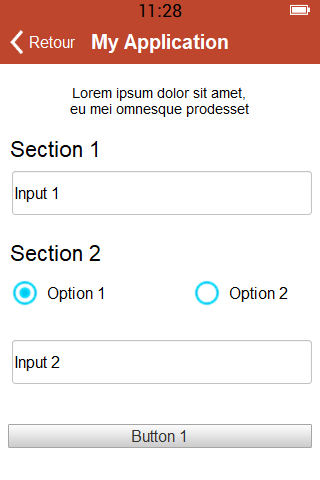 11:28
Retour My Application
Lorem ipsum dolor sit amet,
eu mei omnesque prodesset
Section 1
Input 1
Section 2
Option 1 Option 2
Input 2
Button 1